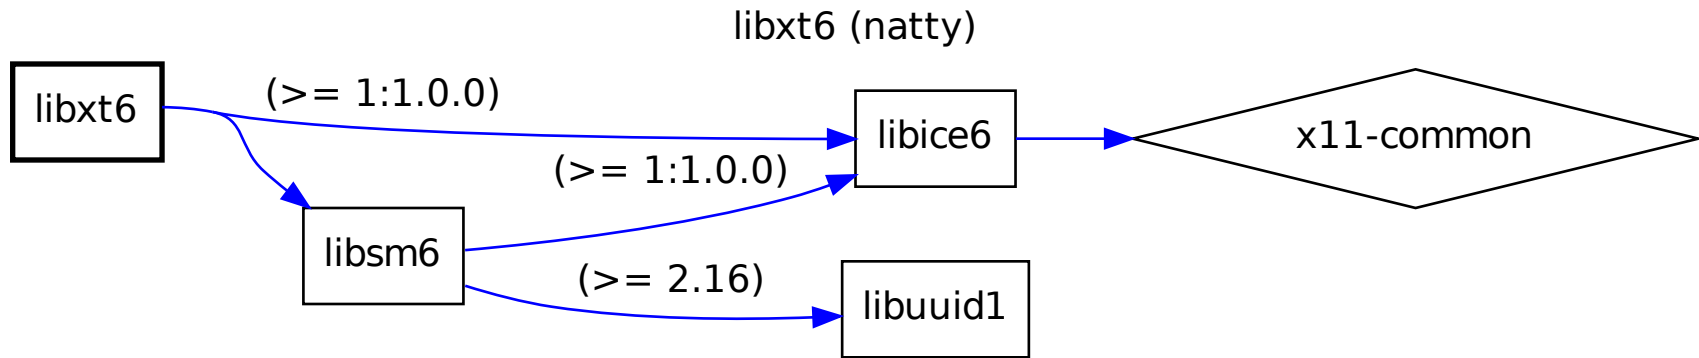 libxt6 (natty)
libxt6
(>= 1:1.0.0)
libice6
x11-common
(>= 1:1.0.0)
libsm6
(>= 2.16)
libuuid1